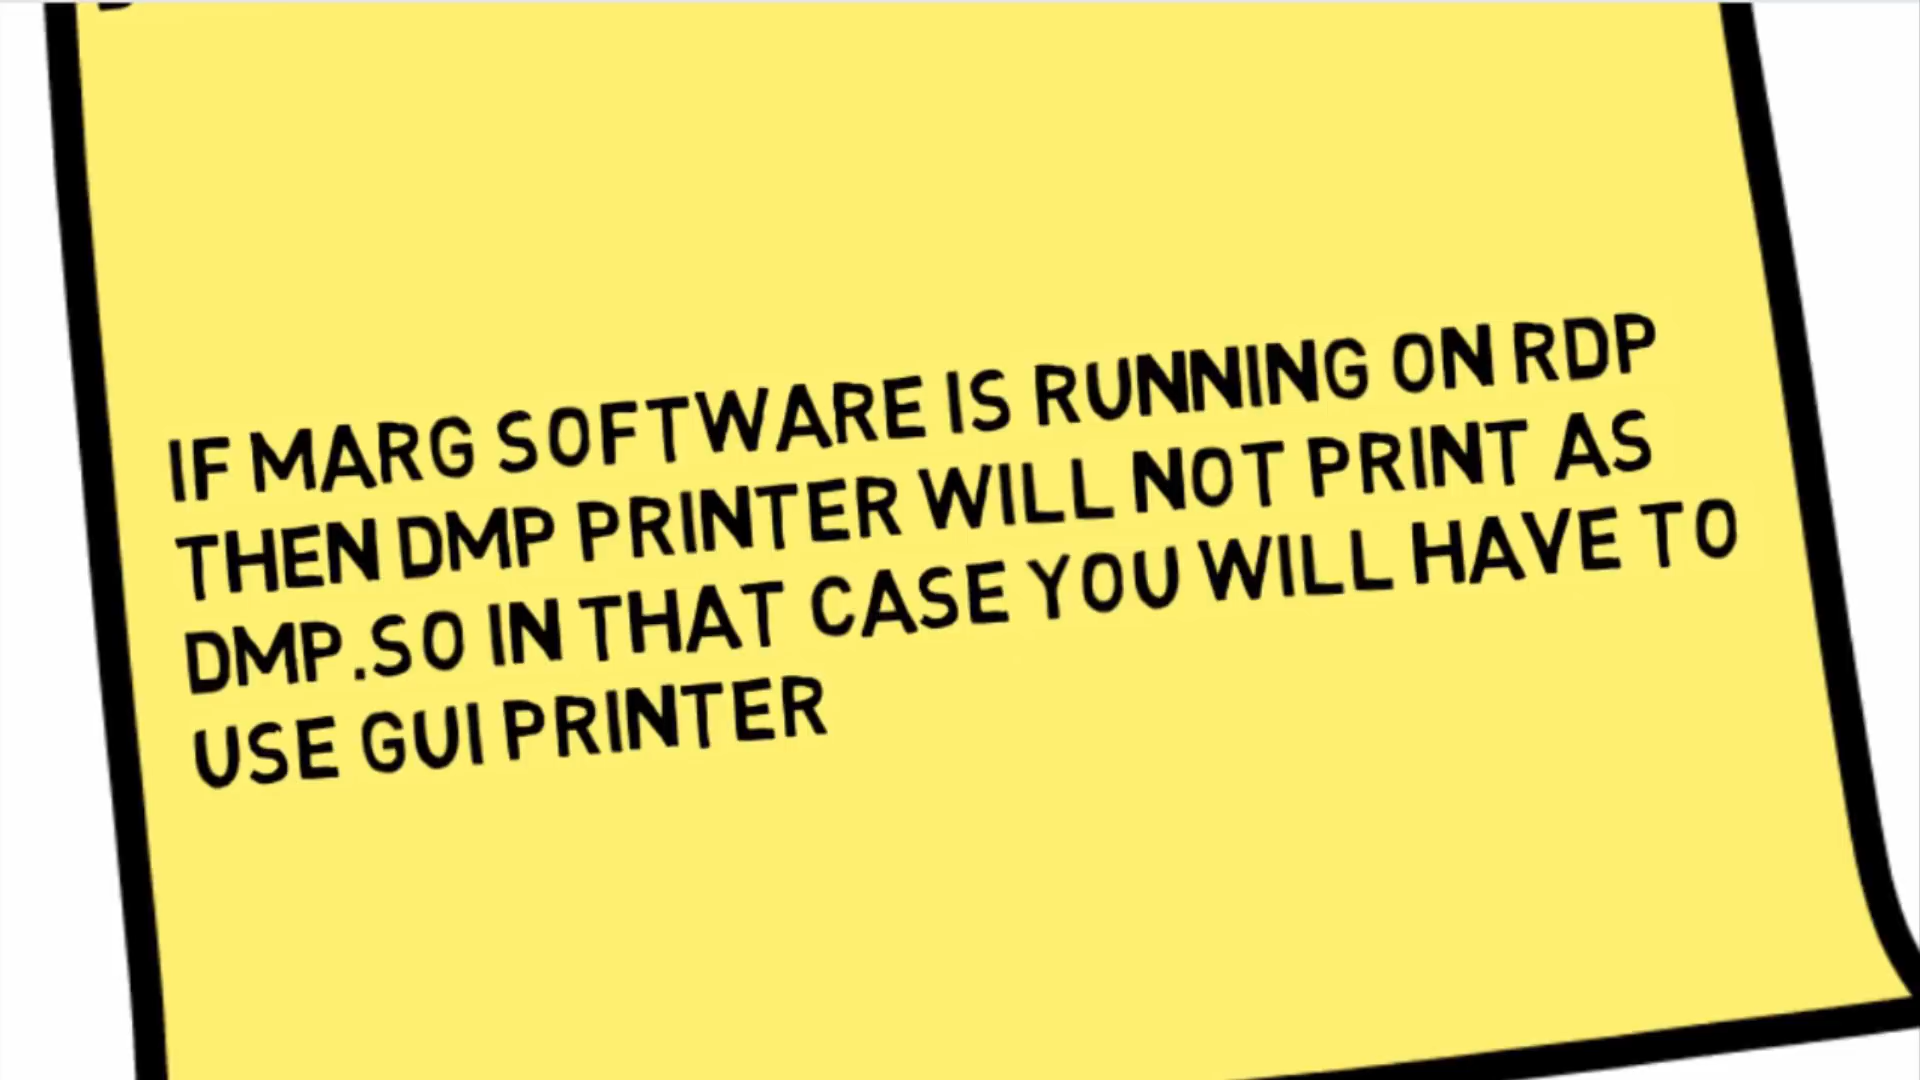 IF MARG SOFTWARE IS RUNNING ON RDP
THEN DMP PRINTER WILL NOT PRINT AS
DMP.SO IN THAT CASE YOU WILL HAVE TO
USE GUI PRINTER